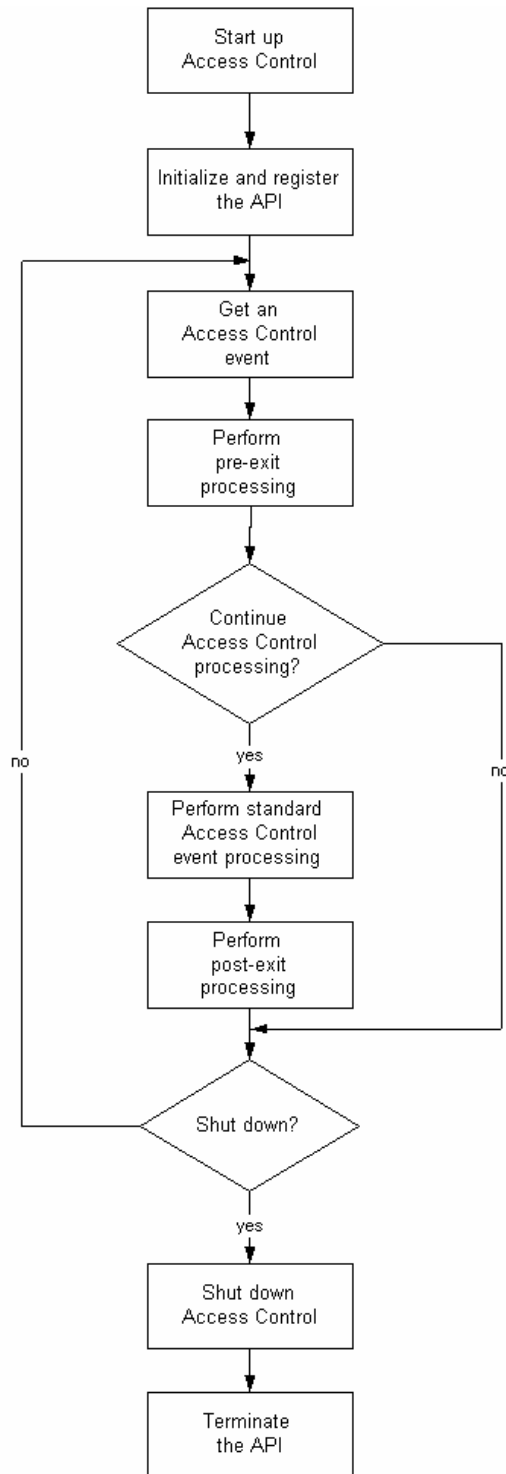 Start up
Access Control
Initialize and register
the API
Get an
Access Control
event
Perform
pre-exit
processing
Continue
Access Control
processing?
no
yes
no
Perform standard
Access Control
event processing
Perform
post-exit
processing
Shut down?
yes
Shut down
Access Control
Terminate
the API